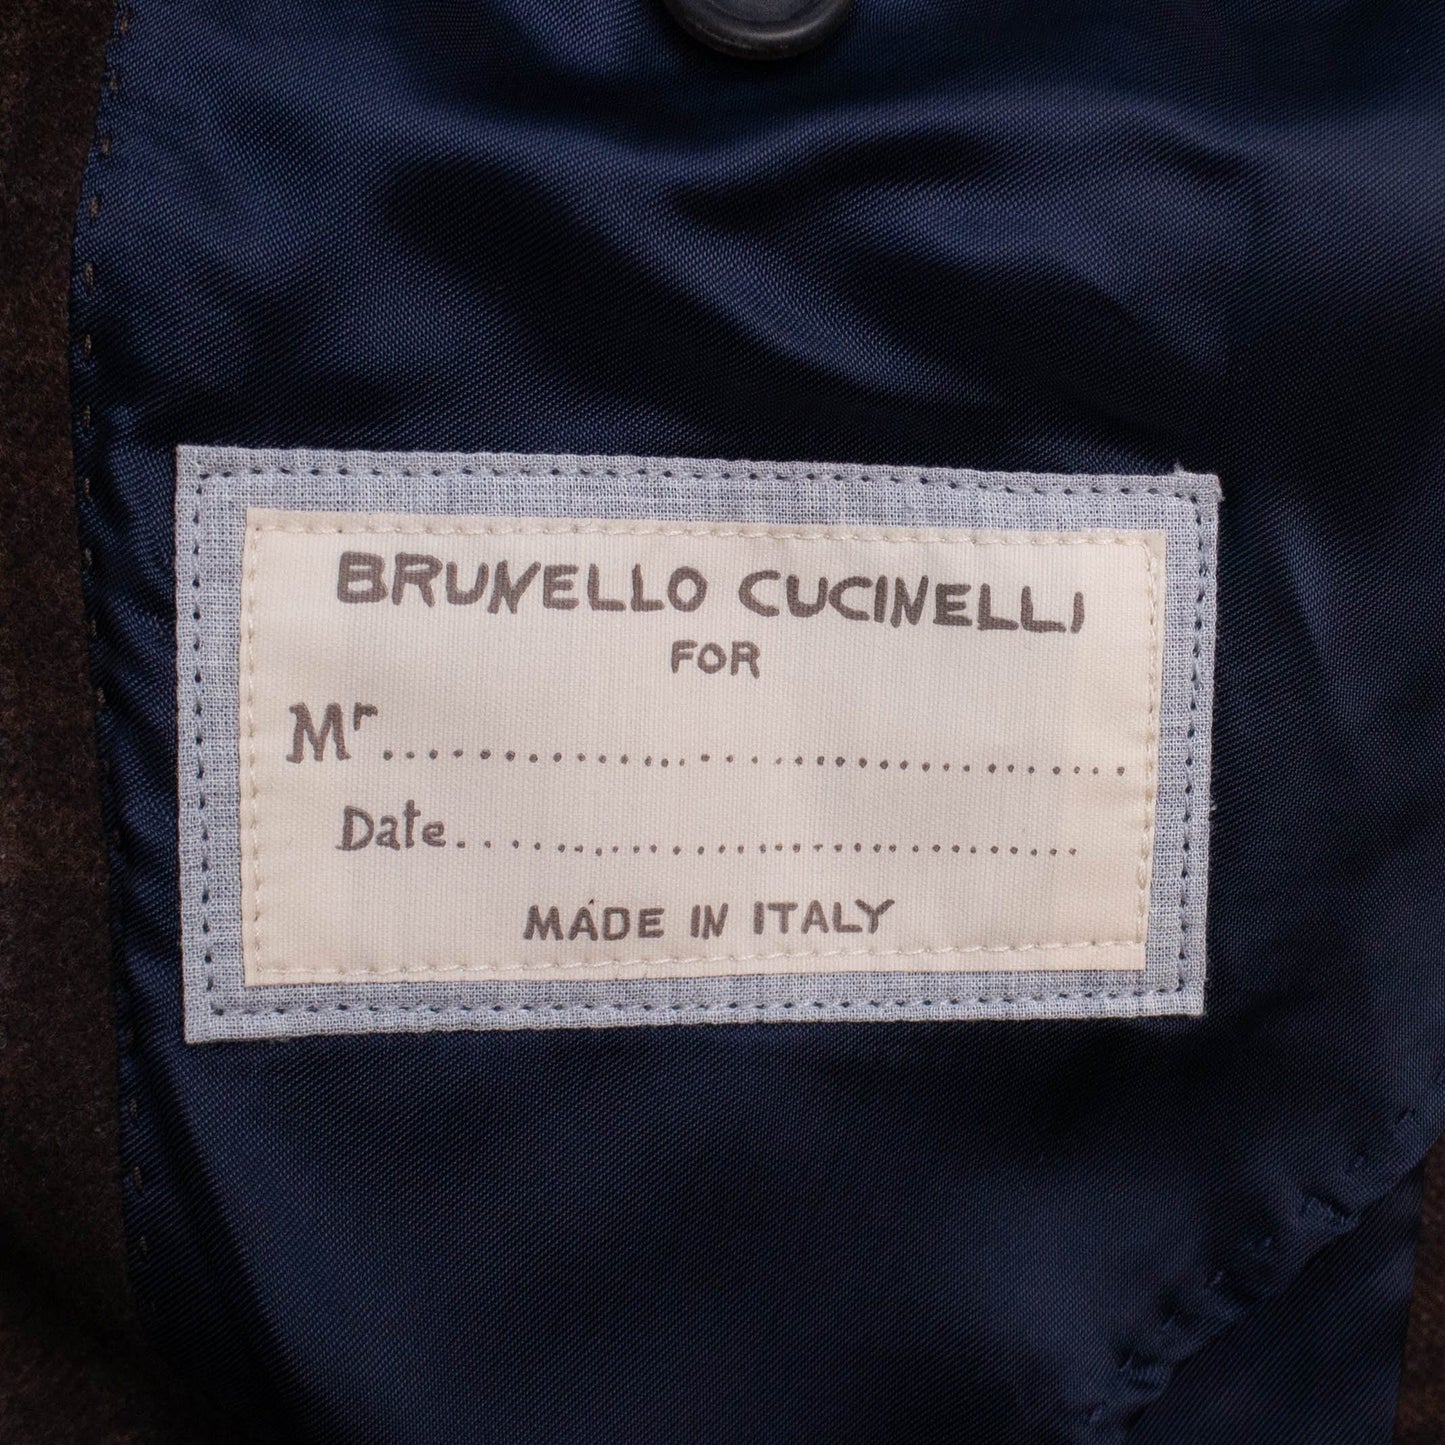 BRUNELLO CUCINELLI
FOR
Mr..............................
Date..............................
MADE IN ITALY